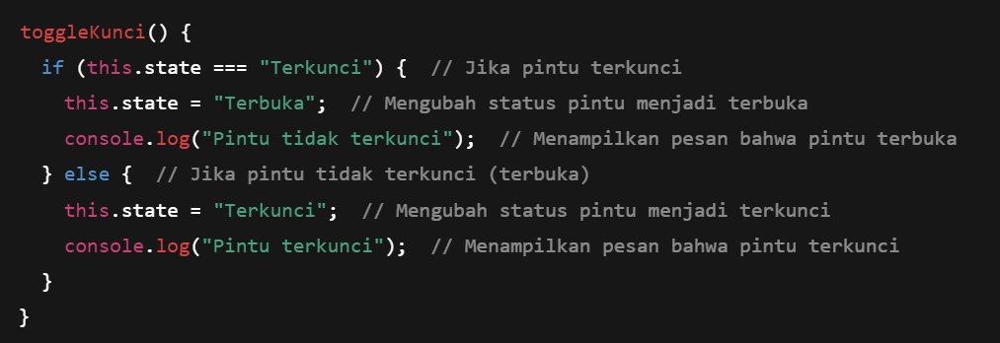 toggleKunci() {
  if (this.state === "Terkunci") {  // Jika pintu terkunci
    this.state = "Terbuka";  // Mengubah status pintu menjadi terbuka
    console.log("Pintu tidak terkunci");  // Menampilkan pesan bahwa pintu terbuka
  } else {  // Jika pintu tidak terkunci (terbuka)
    this.state = "Terkunci";  // Mengubah status pintu menjadi terkunci
    console.log("Pintu terkunci");  // Menampilkan pesan bahwa pintu terkunci
  }
}